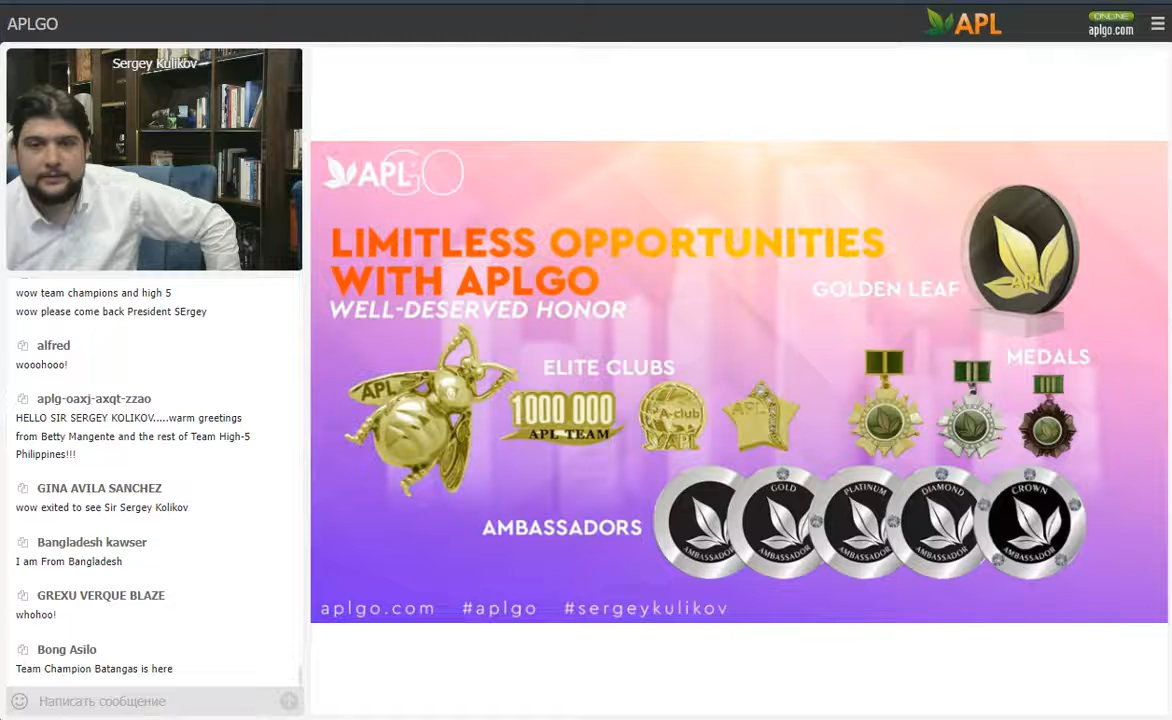 APLGO
APL
ONLINE
aplgo.com
Sergey Kulikov
wow team champions and high 5
wow please come back President SErgey
alfred
wooohooo!
aplg-oaxj-axqt-zzao
HELLO SIR SERGEY KOLIKOV.....warm greetings
from Betty Mangente and the rest of Team High-5
Philippines!!!
GINA AVILA SANCHEZ
wow exited to see Sir Sergey Kolikov
Bangladesh kawser
I am From Bangladesh
GREXU VERQUE BLAZE
whohoo!
Bong Asilo
Team Champion Batangas is here
Написать сообщение
APLGO
LIMITLESS OPPORTUNITIES
WITH APLGO
WELL-DESERVED HONOR
GOLDEN LEAF
APL
ELITE CLUBS
MEDALS
APL
1000 000
APL TEAM
A-club
APL
APL
AMBASSADORS
AMBASSADOR
GOLD
AMBASSADOR
PLATINUM
AMBASSADOR
DIAMOND
AMBASSADOR
CROWN
AMBASSADOR
aplgo.com #aplgo #sergeykulikov